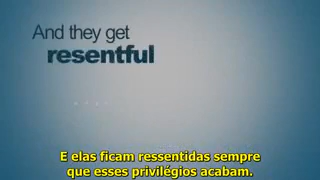 And they get
resentful
E elas ficam ressentidas sempre
que esses privilégios acabam.